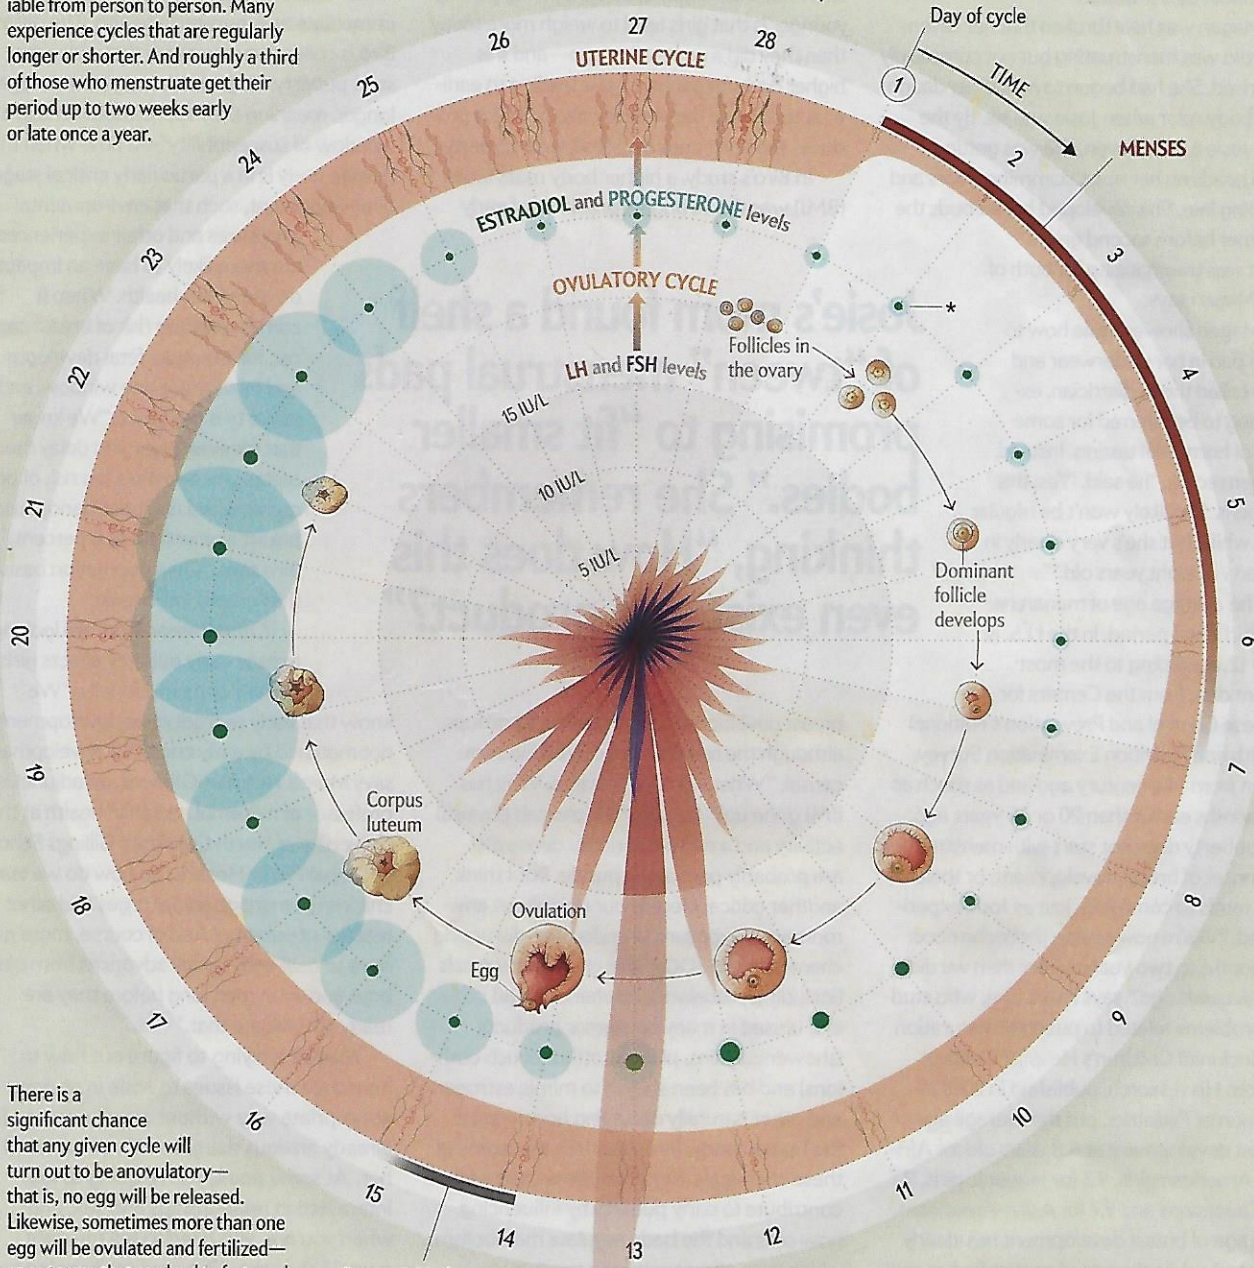 iable from person to person. Many
experience cycles that are regularly
longer or shorter. And roughly a third
of those who menstruate get their
period up to two weeks early
or late once a year.
Day of cycle
TIME
MENSES
UTERINE CYCLE
ESTRADIOL and PROGESTERONE levels
OVULATORY CYCLE
LH and FSH levels
15 IU/L
10 IU/L
5 IU/L
Follicles in
the ovary
*
Dominant
follicle
develops
Corpus
luteum
Ovulation
Egg
1
2
3
4
5
6
7
8
9
10
11
12
13
14
15
16
17
18
19
20
21
22
23
24
25
26
27
28
There is a
significant chance
that any given cycle will
turn out to be anovulatory—
that is, no egg will be released.
Likewise, sometimes more than one
egg will be ovulated and fertilized—